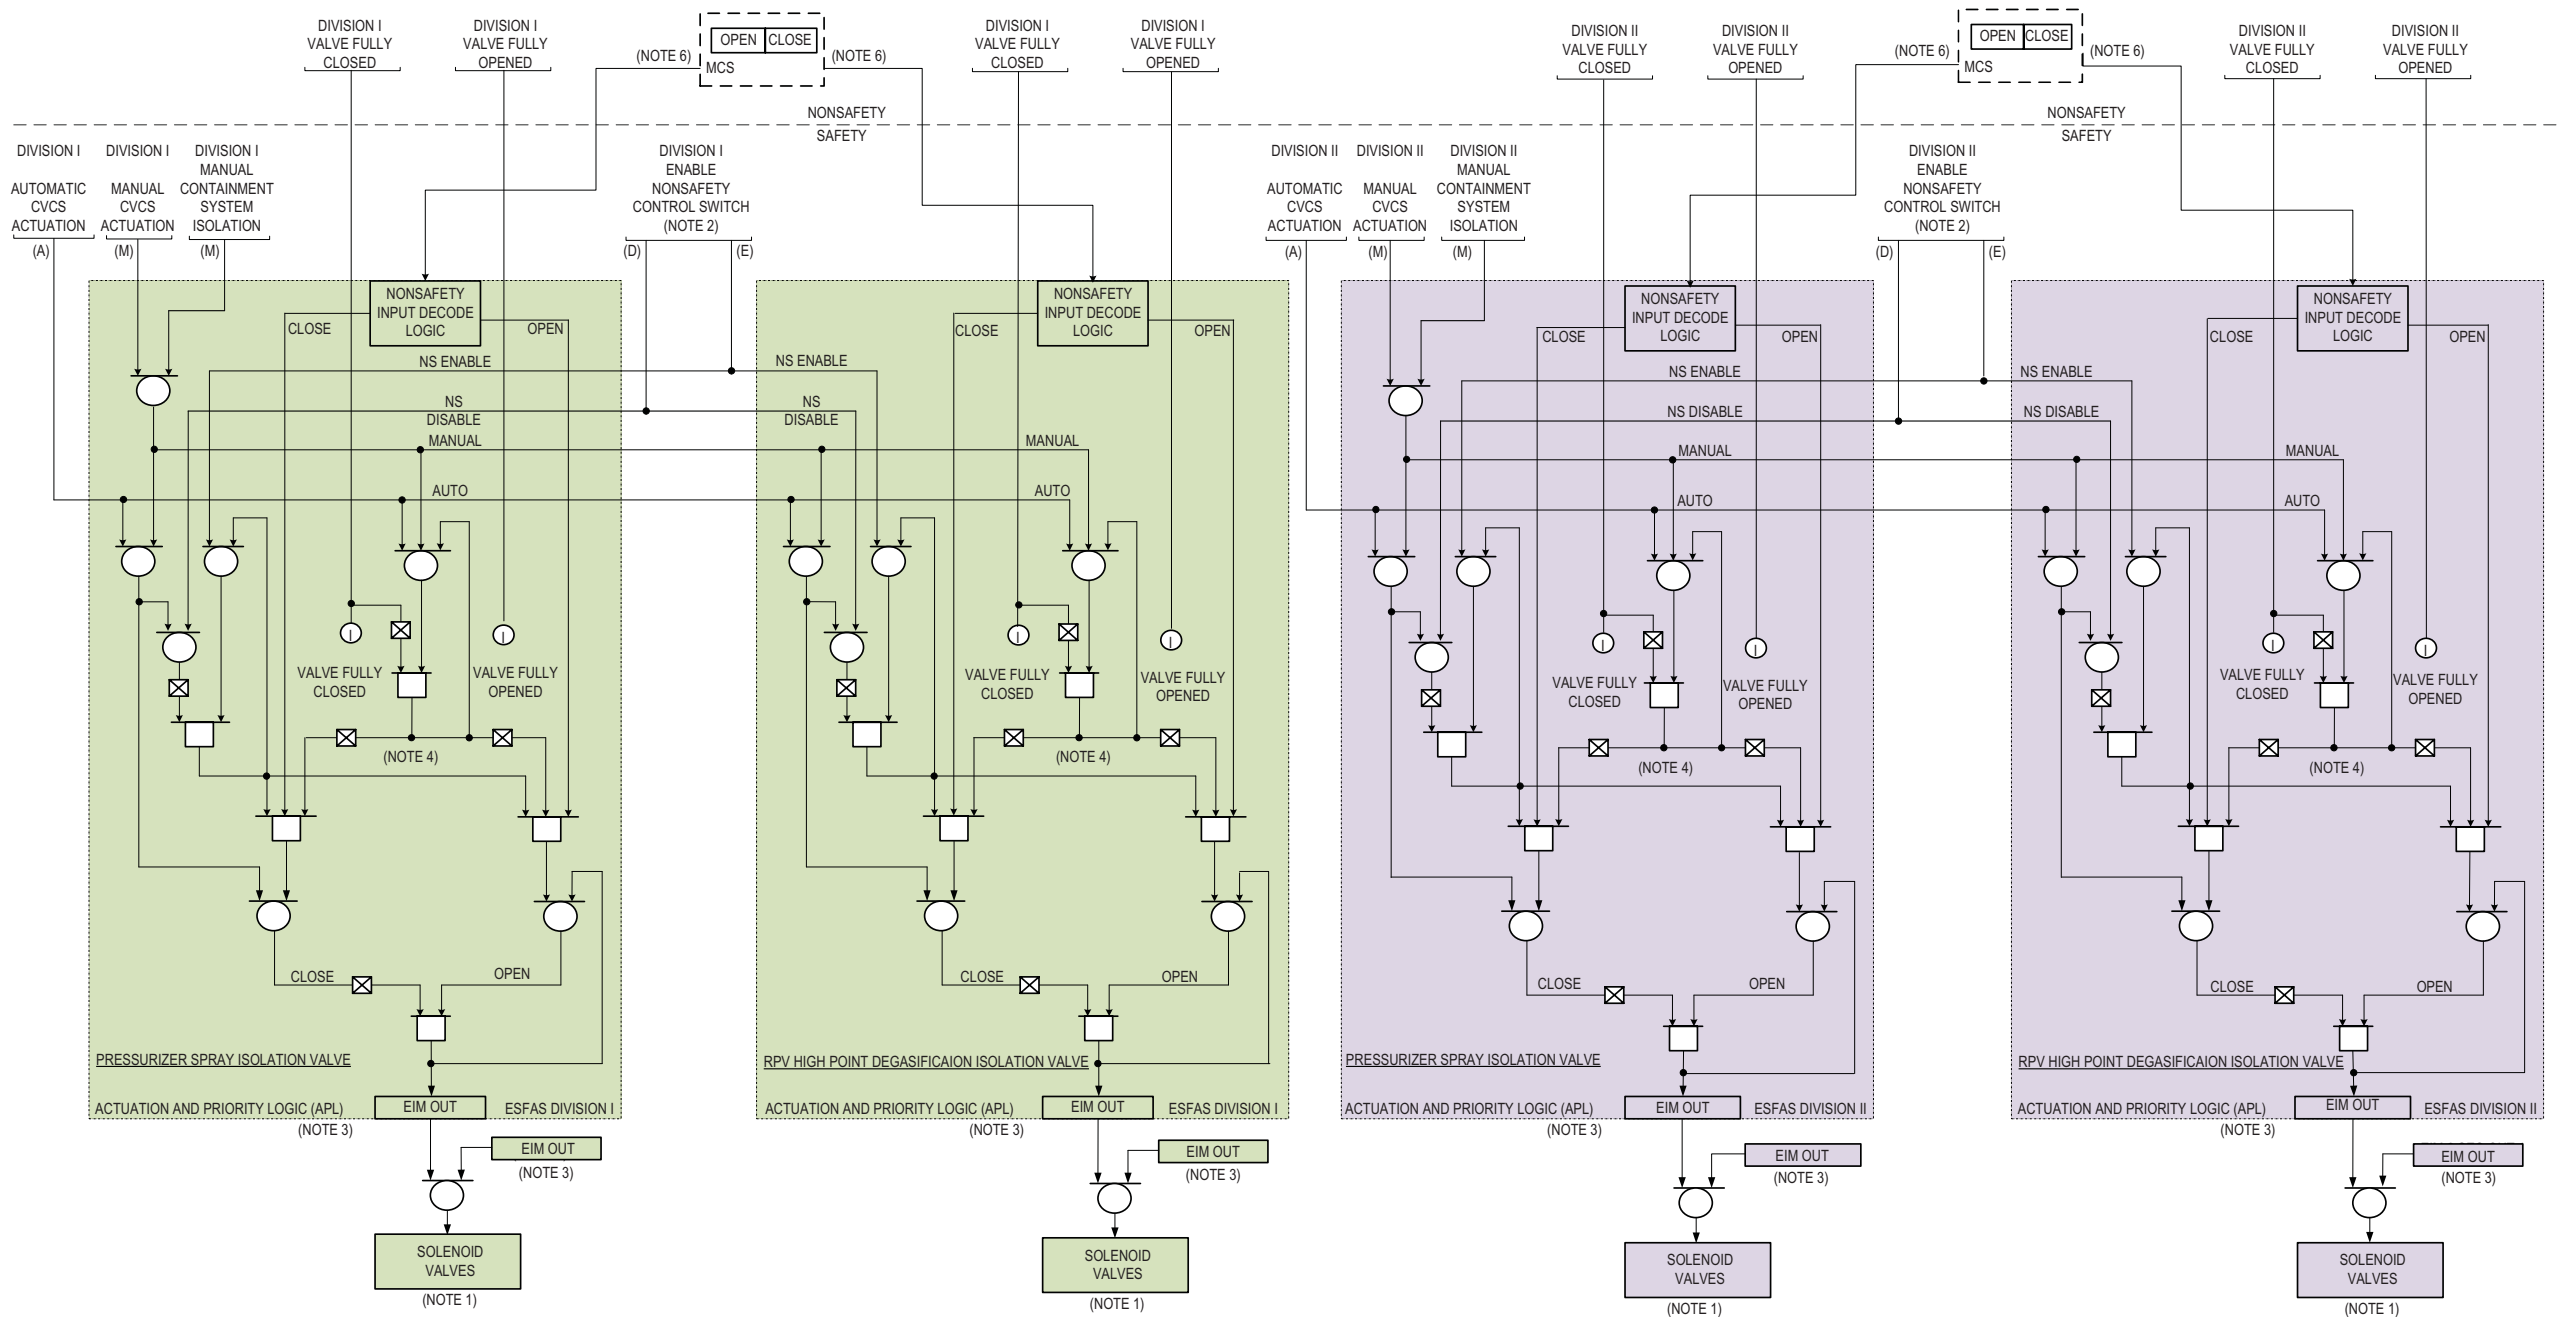 DIVISION I
VALVE FULLY
CLOSED
DIVISION I
VALVE FULLY
OPENED
(NOTE 6)
OPEN
CLOSE
MCS
(NOTE 6)
DIVISION I
VALVE FULLY
CLOSED
DIVISION I
VALVE FULLY
OPENED
DIVISION II
VALVE FULLY
CLOSED
DIVISION II
VALVE FULLY
OPENED
(NOTE 6)
OPEN
CLOSE
MCS
(NOTE 6)
DIVISION II
VALVE FULLY
CLOSED
DIVISION II
VALVE FULLY
OPENED
NONSAFETY
SAFETY
NONSAFETY
SAFETY
DIVISION I
AUTOMATIC
CVCS
ACTUATION
(A)
DIVISION I
MANUAL
CVCS
ACTUATION
(M)
DIVISION I
MANUAL
CONTAINMENT
SYSTEM
ISOLATION
(M)
DIVISION I
ENABLE
NONSAFETY
CONTROL SWITCH
(NOTE 2)
(D)
(E)
DIVISION II
AUTOMATIC
CVCS
ACTUATION
(A)
DIVISION II
MANUAL
CVCS
ACTUATION
(M)
DIVISION II
MANUAL
CONTAINMENT
SYSTEM
ISOLATION
(M)
DIVISION II
ENABLE
NONSAFETY
CONTROL SWITCH
(NOTE 2)
(D)
(E)
NONSAFETY
INPUT DECODE
LOGIC
CLOSE
OPEN
NS ENABLE
NS
DISABLE
MANUAL
AUTO
I
I
VALVE FULLY
CLOSED
VALVE FULLY
OPENED
(NOTE 4)
CLOSE
OPEN
PRESSURIZER SPRAY ISOLATION VALVE
ACTUATION AND PRIORITY LOGIC (APL)
EIM OUT
ESFAS DIVISION I
(NOTE 3)
EIM OUT
(NOTE 3)
SOLENOID
VALVES
(NOTE 1)
NONSAFETY
INPUT DECODE
LOGIC
CLOSE
OPEN
NS ENABLE
NS
DISABLE
MANUAL
AUTO
I
I
VALVE FULLY
CLOSED
VALVE FULLY
OPENED
(NOTE 4)
CLOSE
OPEN
RPV HIGH POINT DEGASIFICAION ISOLATION VALVE
ACTUATION AND PRIORITY LOGIC (APL)
EIM OUT
ESFAS DIVISION I
(NOTE 3)
EIM OUT
(NOTE 3)
SOLENOID
VALVES
(NOTE 1)
NONSAFETY
INPUT DECODE
LOGIC
CLOSE
OPEN
NS ENABLE
NS DISABLE
MANUAL
AUTO
I
I
VALVE FULLY
CLOSED
VALVE FULLY
OPENED
(NOTE 4)
CLOSE
OPEN
PRESSURIZER SPRAY ISOLATION VALVE
ACTUATION AND PRIORITY LOGIC (APL)
EIM OUT
ESFAS DIVISION II
(NOTE 3)
EIM OUT
(NOTE 3)
SOLENOID
VALVES
(NOTE 1)
NONSAFETY
INPUT DECODE
LOGIC
CLOSE
OPEN
NS ENABLE
NS DISABLE
MANUAL
AUTO
I
I
VALVE FULLY
CLOSED
VALVE FULLY
OPENED
(NOTE 4)
CLOSE
OPEN
RPV HIGH POINT DEGASIFICAION ISOLATION VALVE
ACTUATION AND PRIORITY LOGIC (APL)
EIM OUT
ESFAS DIVISION II
(NOTE 3)
EIM OUT
(NOTE 3)
SOLENOID
VALVES
(NOTE 1)